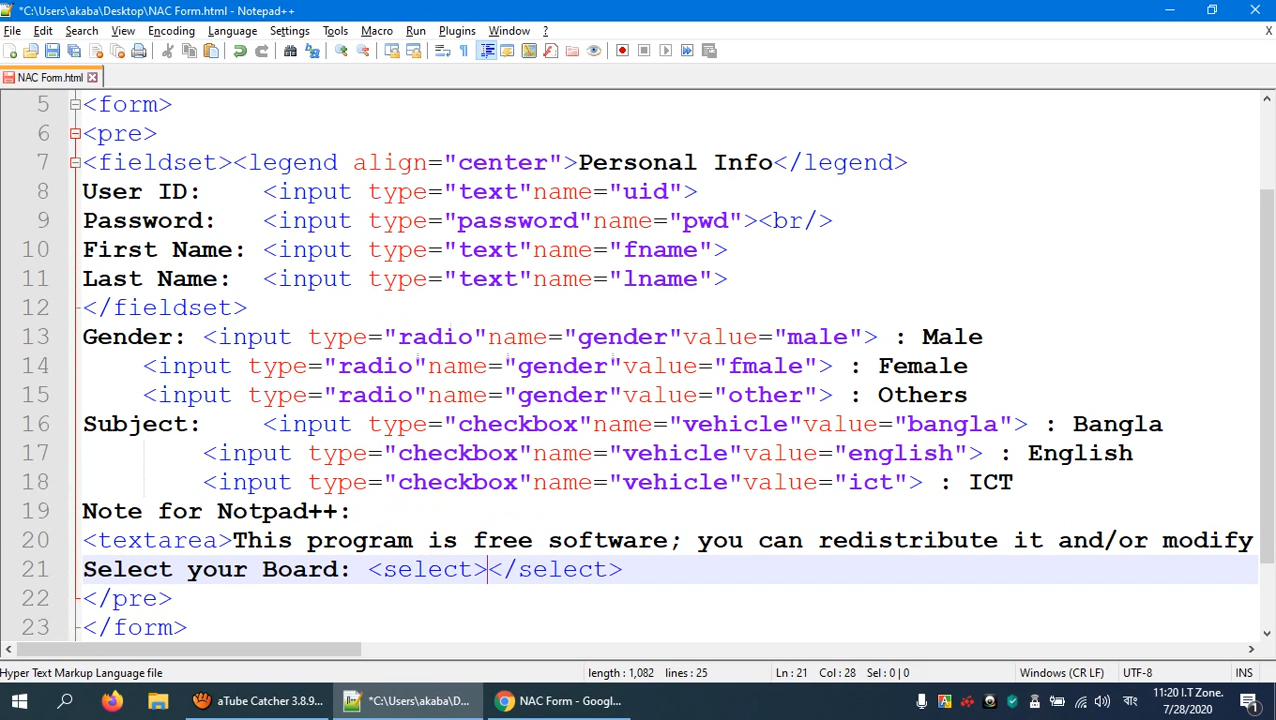 *C:\Users\akaba\Desktop\NAC Form.html - Notepad++
File Edit Search View Encoding Language Settings Tools Macro Run Plugins Window ? X
NAC Form.html
5 <form>
6 <pre>
7 <fieldset><legend align="center">Personal Info</legend>
8 User ID: <input type="text"name="uid">
9 Password: <input type="password"name="pwd"><br/>
10 First Name: <input type="text"name="fname">
11 Last Name: <input type="text"name="lname">
12 </fieldset>
13 Gender: <input type="radio"name="gender"value="male"> : Male
14 <input type="radio"name="gender"value="fmale"> : Female
15 <input type="radio"name="gender"value="other"> : Others
16 Subject: <input type="checkbox"name="vehicle"value="bangla"> : Bangla
17 <input type="checkbox"name="vehicle"value="english"> : English
18 <input type="checkbox"name="vehicle"value="ict"> : ICT
19 Note for Notpad++:
20 <textarea>This program is free software; you can redistribute it and/or modify
21 Select your Board: <select></select>
22 </pre>
23 </form>
Hyper Text Markup Language file length : 1,082 lines : 25 Ln : 21 Col : 28 Sel : 0 | 0 Windows (CR LF) UTF-8 INS
aTube Catcher 3.8.9... *C:\Users\akaba\D... NAC Form - Googl... বাং 11:20 I.T Zone.
7/28/2020 1